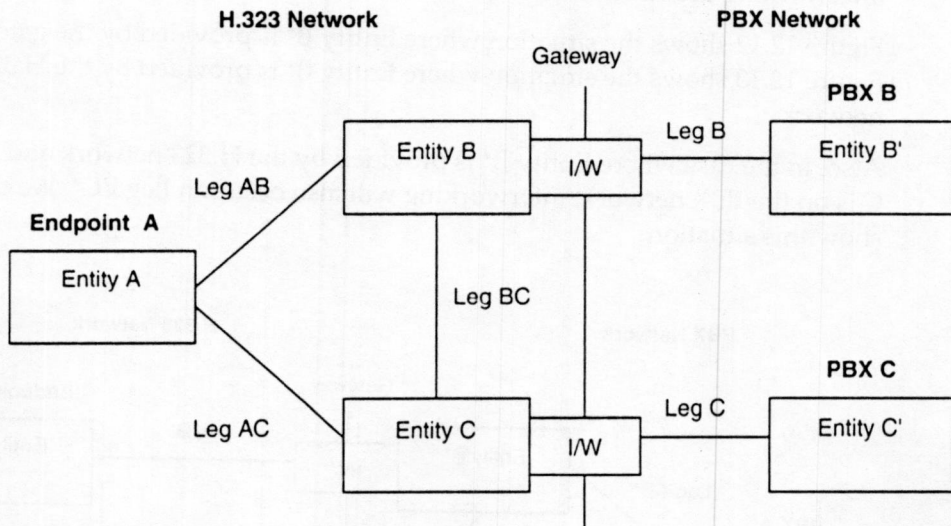 H.323 Network
PBX Network
Gateway
PBX B
Entity B
Leg B
Entity B'
I/W
Leg AB
Endpoint A
Entity A
Leg BC
PBX C
Leg AC
Entity C
Leg C
Entity C'
I/W